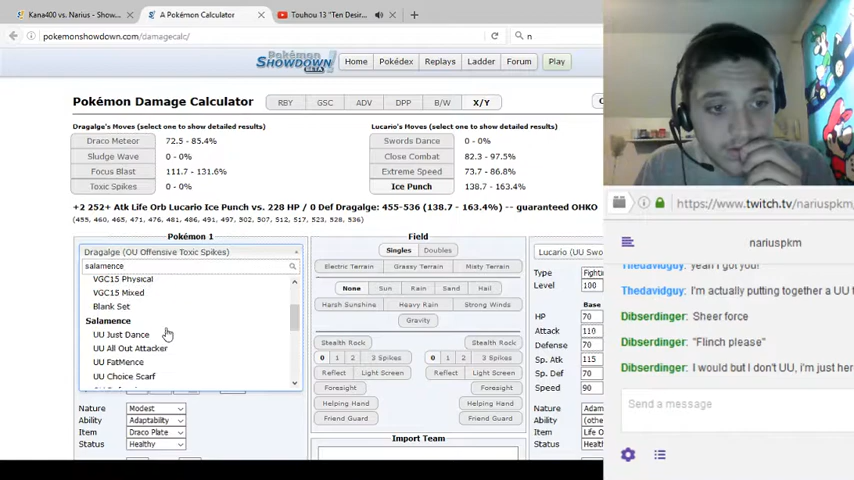 Kana400 vs. Narius - Show...
A Pokémon Calculator
Touhou 13 "Ten Desir...
pokemonshowdown.com/damagecalc/
n
Pokémon
Showdown
BETA
Home
Pokédex
Replays
Ladder
Forum
Play
Pokémon Damage Calculator
RBY
GSC
ADV
DPP
B/W
X/Y
Dragalge's Moves (select one to show detailed results)
Lucario's Moves (select one to show detailed results)
Draco Meteor 72.5 - 85.4%
Swords Dance 0 - 0%
Sludge Wave 0 - 0%
Close Combat 82.3 - 97.5%
Focus Blast 111.7 - 131.6%
Extreme Speed 73.7 - 86.8%
Toxic Spikes 0 - 0%
Ice Punch 138.7 - 163.4%
+2 252+ Atk Life Orb Lucario Ice Punch vs. 228 HP / 0 Def Dragalge: 455-536 (138.7 - 163.4%) -- guaranteed OHKO
(455, 460, 465, 471, 476, 481, 486, 491, 497, 502, 507, 512, 517, 523, 528, 536)
Pokémon 1
Dragalge (OU Offensive Toxic Spikes)
salamence
VGC15 Physical
VGC15 Mixed
Blank Set
Salamence
UU Just Dance
UU All Out Attacker
UU FatMence
UU Choice Scarf
Nature Modest
Ability Adaptability
Item Draco Plate
Status Healthy
Field
Singles Doubles
Electric Terrain Grassy Terrain Misty Terrain
None Sun Rain Sand Hail
Harsh Sunshine Heavy Rain Strong Winds
Gravity
Stealth Rock Stealth Rock
0 1 2 3 Spikes 0 1 2 3 Spikes
Reflect Light Screen Reflect Light Screen
Foresight Foresight
Helping Hand Helping Hand
Friend Guard Friend Guard
Import Team
Lucario (UU Swo
Type Fighti
Level 100
Base
HP 70
Attack 110
Defense 70
Sp. Atk 115
Sp. Def 70
Speed 90
Nature Adam
Ability (othe
Item Life O
Status Healt
https://www.twitch.tv/nariuspkm
nariuspkm
Thedavidguy: yeah I got you!
Thedavidguy: I'm actually putting together a UU t
Dibserdinger: Sheer force
Dibserdinger: "Flinch please"
Dibserdinger: I would but I don't UU, i'm just her
Send a message